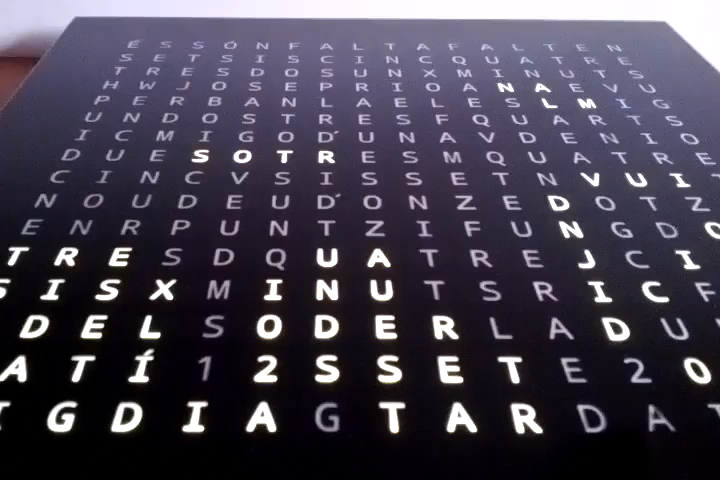 É S S Ó N F A L T A F A L T E N
S E T S I S C I N C Q U A T R E
T R E S D O S U N X M I N U T S
H W J O S E P R I O A N A E V U
P E R B A N L A E L E S L M I G
U N D O S T R E S F Q U A R T S
I C M I G O D´ U N A V D E N I O
D U E S O T R E S M Q U A T R E
C I N C V S I S S E T N V U I T
N O U D E U D´ O N Z E D O T Z
E N R P U N T Z I F U N G D O
T R E S D Q U A T R E J C I
S I S X M I N U T S R I C F
D E L S O D E R L A D U
A T Í 1 2 S S E T E 2 0
I G D I A G T A R D A T